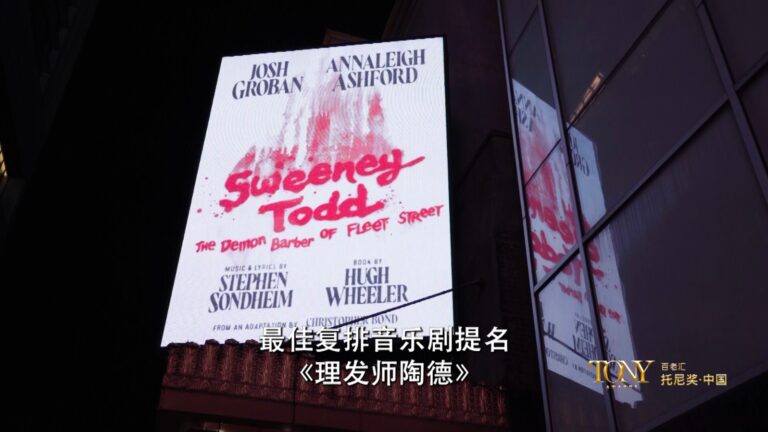 JOSH GROBAN
ANNALEIGH ASHFORD
Sweeney
Todd
THE DEMON BARBER OF FLEET STREET
MUSIC & LYRICS BY
STEPHEN SONDHEIM
BOOK BY
HUGH WHEELER
FROM AN ADAPTATION BY CHRISTOPHER BOND
最佳复排音乐剧提名
《理发师陶德》
TONY AWARDS
百老汇
托尼奖·中国